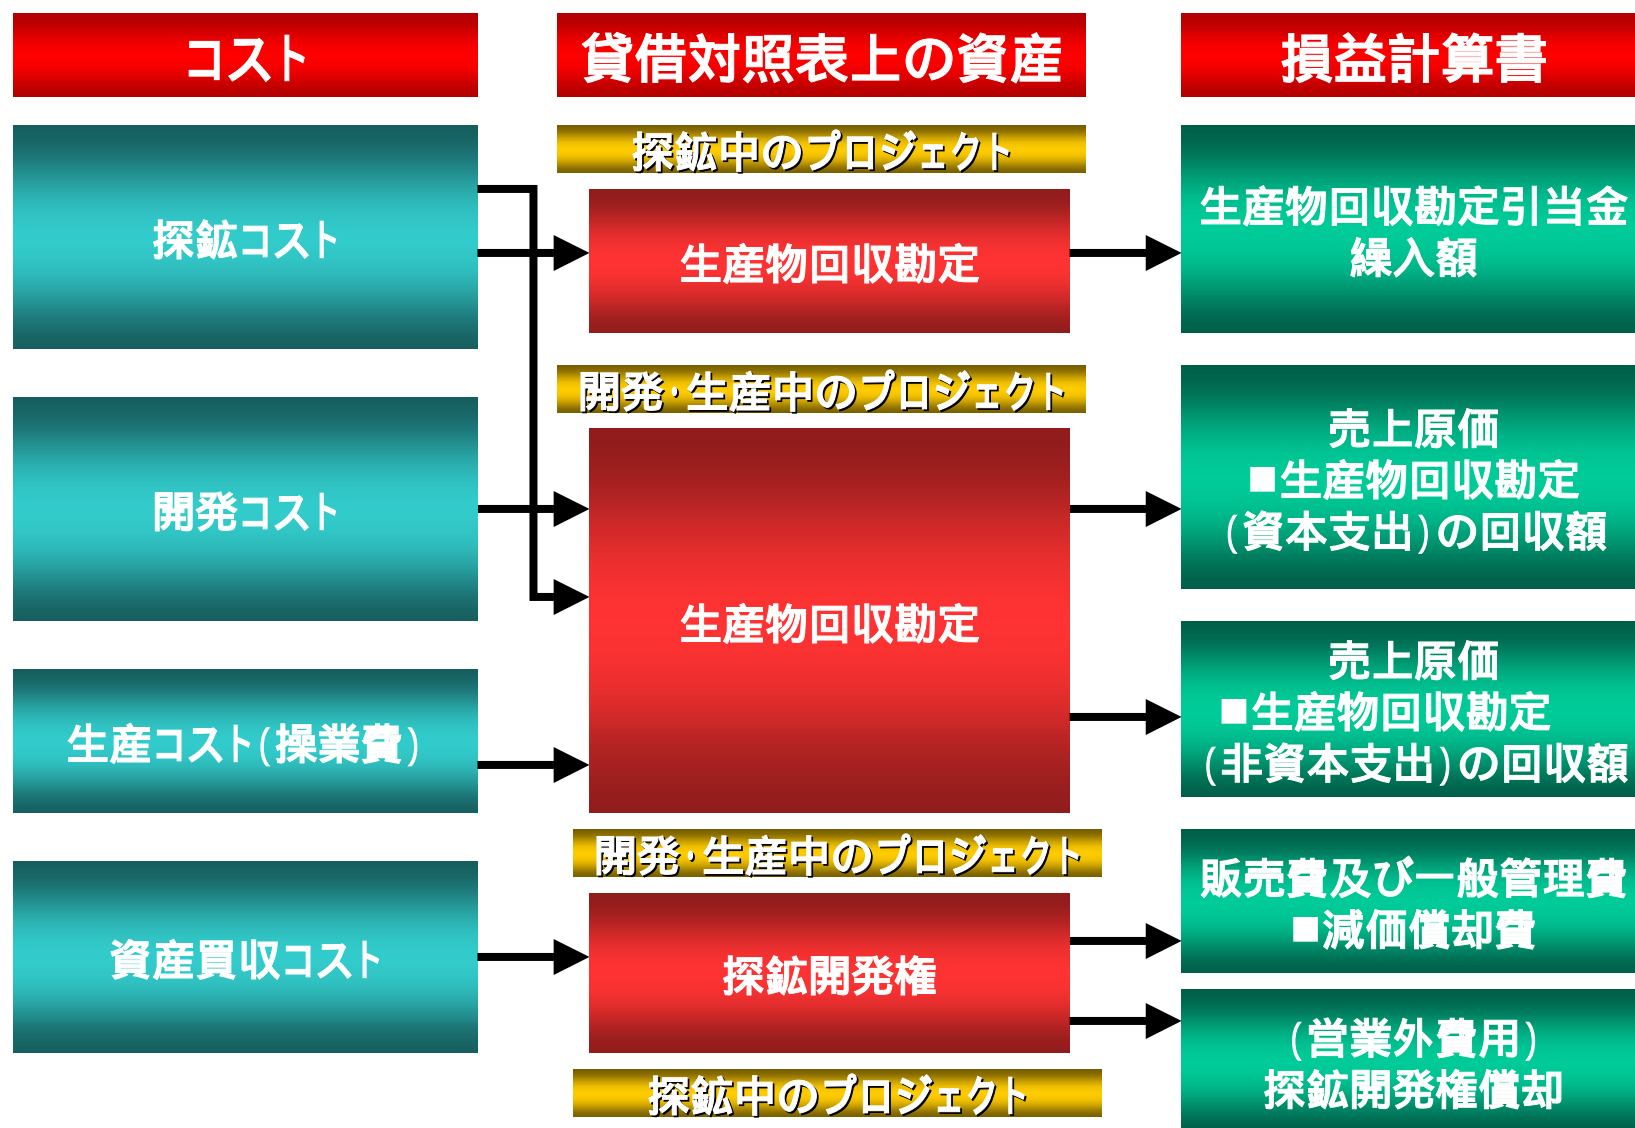 コスト
貸借対照表上の資産
損益計算書
探鉱コスト
開発コスト
生産コスト(操業費)
資産買収コスト
探鉱中のプロジェクト
生産物回収勘定
開発・生産中のプロジェクト
生産物回収勘定
開発・生産中のプロジェクト
探鉱開発権
探鉱中のプロジェクト
生産物回収勘定引当金
繰入額
売上原価
■生産物回収勘定
(資本支出)の回収額
売上原価
■生産物回収勘定
(非資本支出)の回収額
販売費及び一般管理費
■減価償却費
(営業外費用)
探鉱開発権償却